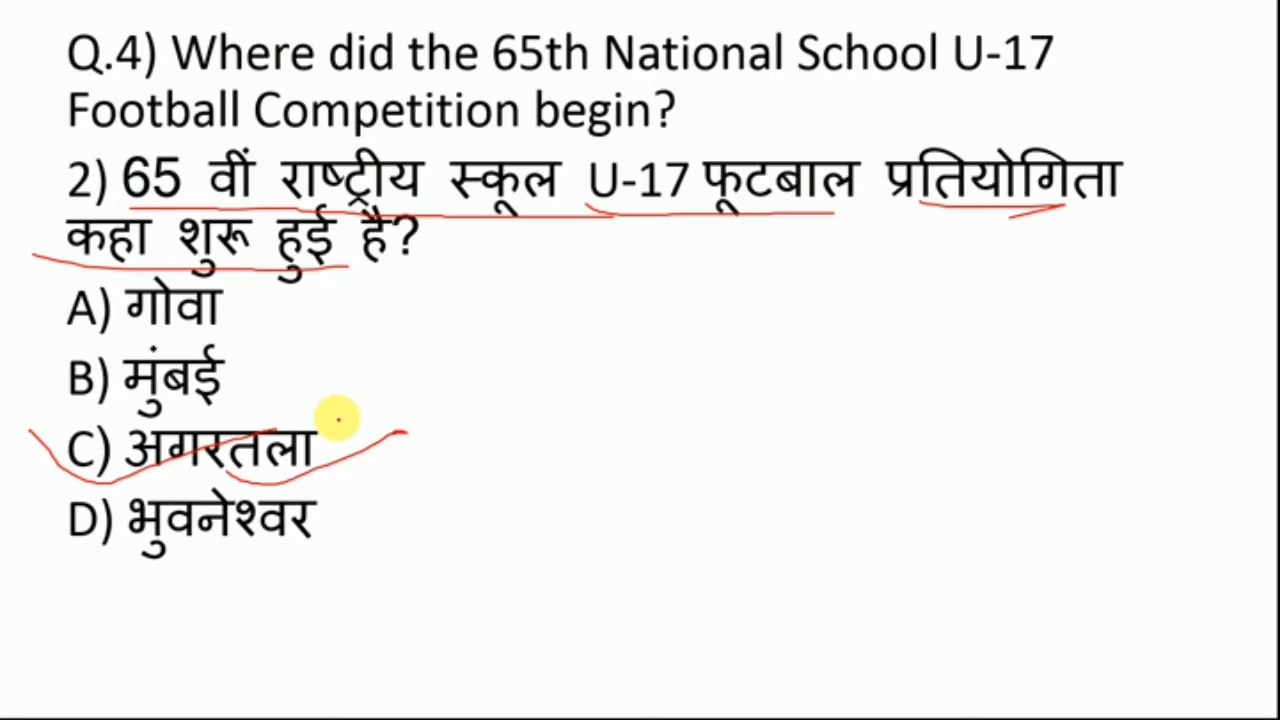 Q.4) Where did the 65th National School U-17
Football Competition begin?
2) 65 वीं राष्ट्रीय स्कूल U-17 फूटबाल प्रतियोगिता
कहा शुरू हुई है?
A) गोवा
B) मुंबई
C) अगरतला
D) भुवनेश्वर